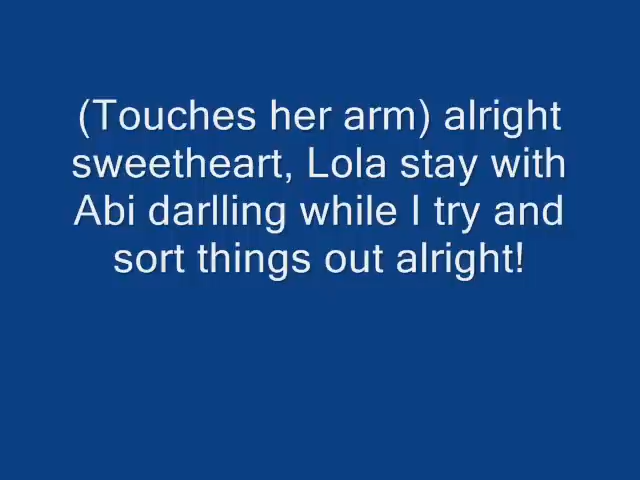 (Touches her arm) alright
sweetheart, Lola stay with
Abi darlling while I try and
sort things out alright!